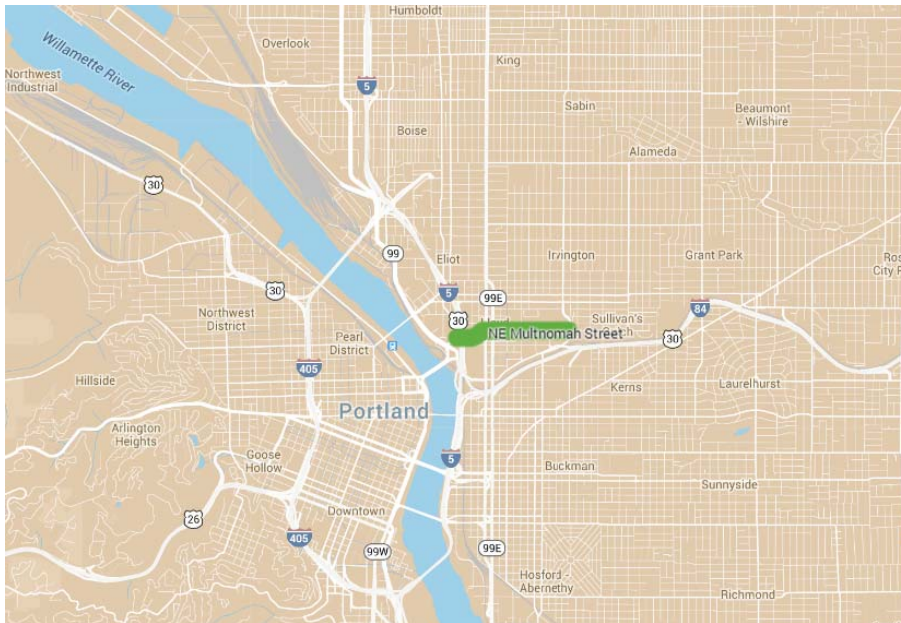 Humboldt
Overlook
Willamette River
King
Northwest
Industrial
5
Sabin
Beaumont
- Wilshire
Boise
Alameda
30
99
Eliot
Irvington
Grant Park
30
5
99E
84
Northwest
District
30
Sullivan's
Pearl
District
NE Multnomah Street
30
405
Hillside
Kerns
Laurelhurst
Portland
Arlington
Heights
Goose
Hollow
5
Buckman
Sunnyside
Downtown
26
405
99W
99E
Hosford -
Abernethy
Richmond